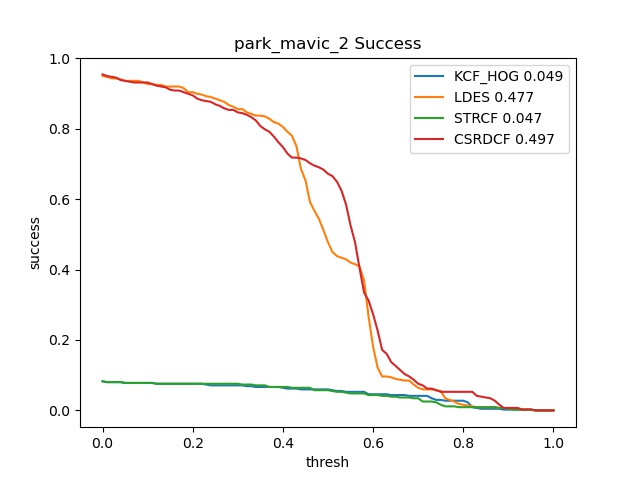 park_mavic_2 Success
KCF_HOG 0.049
LDES 0.477
STRCF 0.047
CSRDCF 0.497
success
1.0
0.8
0.6
0.4
0.2
0.0
0.0 0.2 0.4 0.6 0.8 1.0
thresh